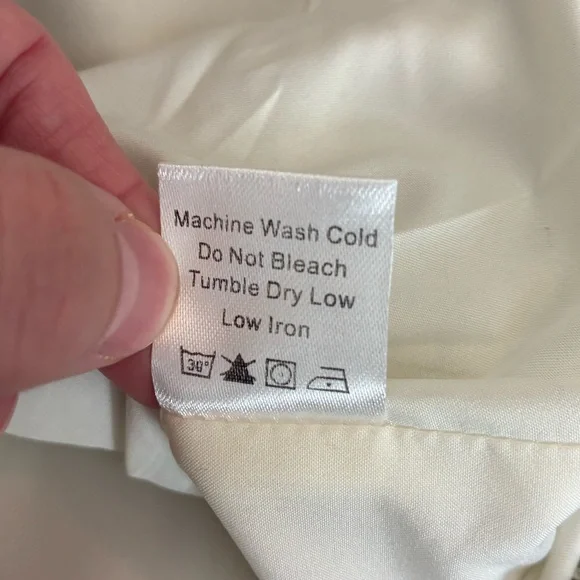 Machine Wash Cold
Do Not Bleach
Tumble Dry Low
Low Iron
30°